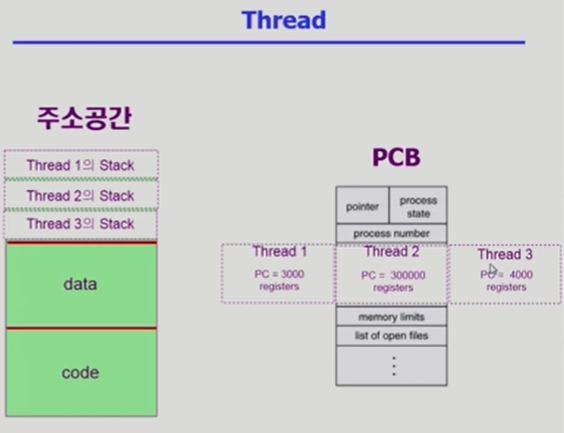 Thread
주소공간
Thread 1의 Stack
Thread 2의 Stack
Thread 3의 Stack
data
code
PCB
pointer
process
state
process number
Thread 1
PC = 3000
registers
Thread 2
PC = 300000
registers
Thread 3
PC = 4000
registers
memory limits
list of open files